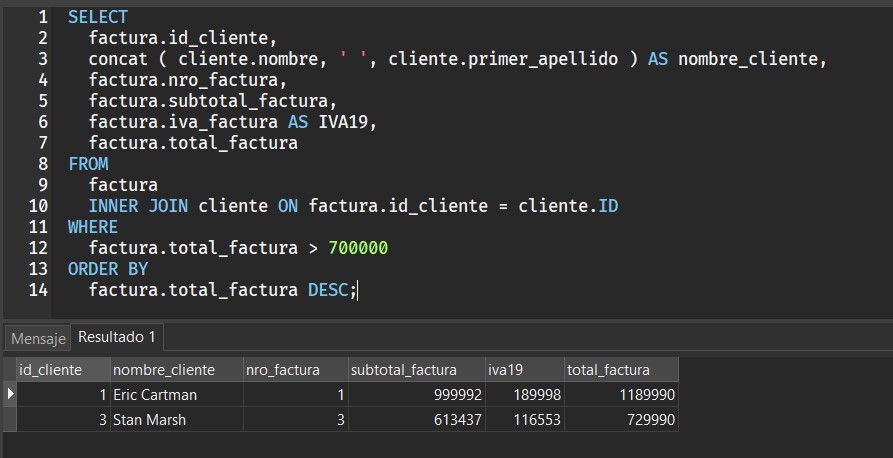 1 SELECT
2 factura.id_cliente,
3 concat ( cliente.nombre, ' ', cliente.primer_apellido ) AS nombre_cliente,
4 factura.nro_factura,
5 factura.subtotal_factura,
6 factura.iva_factura AS IVA19,
7 factura.total_factura
8 FROM
9 factura
10 INNER JOIN cliente ON factura.id_cliente = cliente.ID
11 WHERE
12 factura.total_factura > 700000
13 ORDER BY
14 factura.total_factura DESC;
Mensaje Resultado 1
id_cliente nombre_cliente nro_factura subtotal_factura iva19 total_factura
1 Eric Cartman 1 999992 189998 1189990
3 Stan Marsh 3 613437 116553 729990